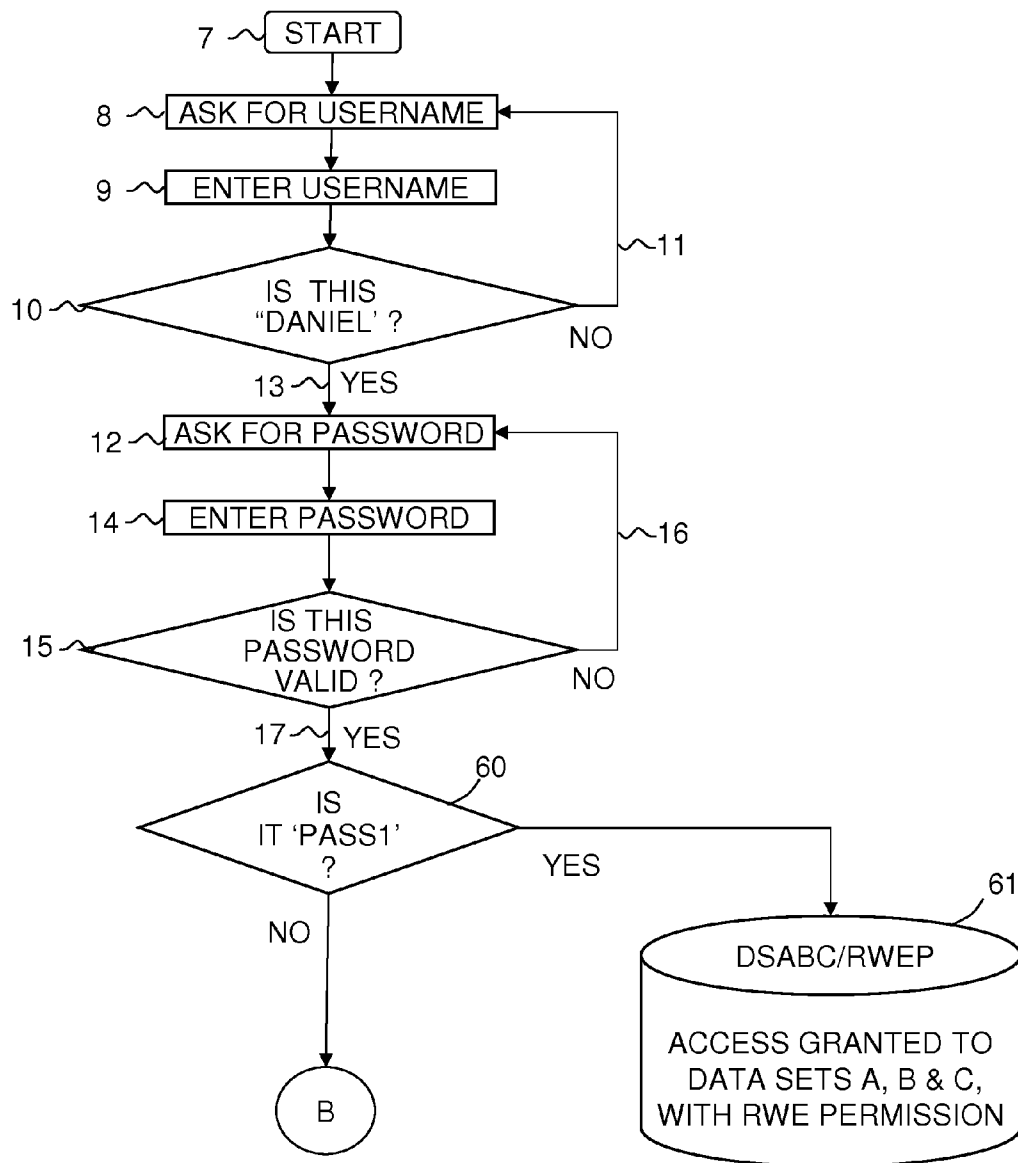 7
START
8
ASK FOR USERNAME
9
ENTER USERNAME
11
10
IS THIS
“DANIEL’ ?
NO
13
YES
12
ASK FOR PASSWORD
14
ENTER PASSWORD
16
15
IS THIS
PASSWORD
VALID ?
NO
17
YES
60
IS
IT ‘PASS1’
?
YES
NO
61
DSABC/RWEP
ACCESS GRANTED TO
DATA SETS A, B & C,
WITH RWE PERMISSION
B